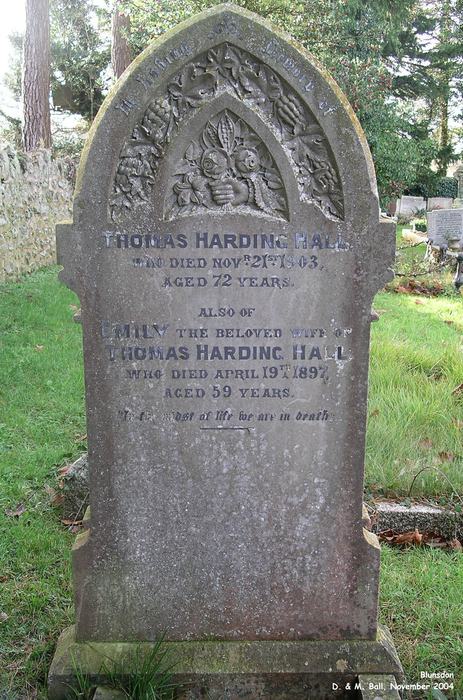 In loving and Memory of
THOMAS HARDING HALL
WHO DIED NOVR. 21ST 1903,
AGED 72 YEARS.
ALSO OF
EMILY THE BELOVED WIFE OF
THOMAS HARDING HALL
WHO DIED APRIL 19TH 1897,
AGED 59 YEARS.
"In the midst of life we are in death"
Blunsdon
D. & M. Ball, November 2004